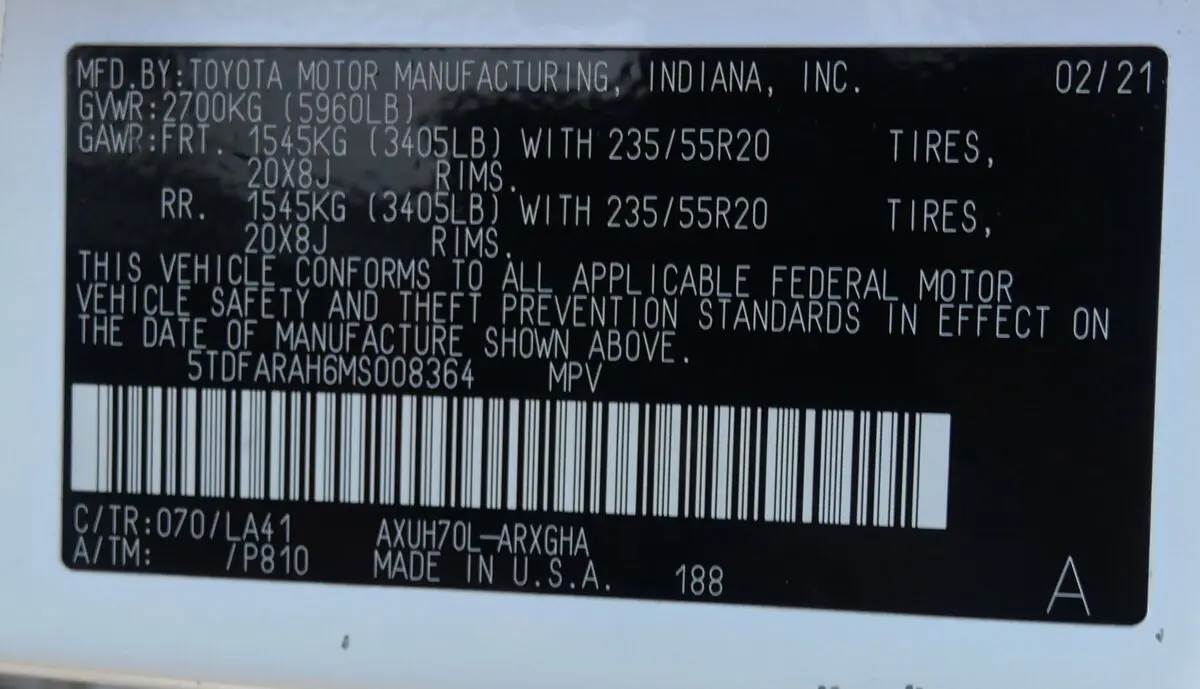 MFD.BY:TOYOTA MOTOR MANUFACTURING, INDIANA, INC. 02/21
GVWR:2700KG (5960LB)
GAWR:FRT. 1545KG (3405LB) WITH 235/55R20 TIRES,
20X8J RIMS.
RR. 1545KG (3405LB) WITH 235/55R20 TIRES,
20X8J RIMS.
THIS VEHICLE CONFORMS TO ALL APPLICABLE FEDERAL MOTOR
VEHICLE SAFETY AND THEFT PREVENTION STANDARDS IN EFFECT ON
THE DATE OF MANUFACTURE SHOWN ABOVE.
5TDFARAH6MS008364 MPV
C/TR:070/LA41 AXUH70L-ARXGHA
A/TM: /P810 MADE IN U.S.A. 188 A